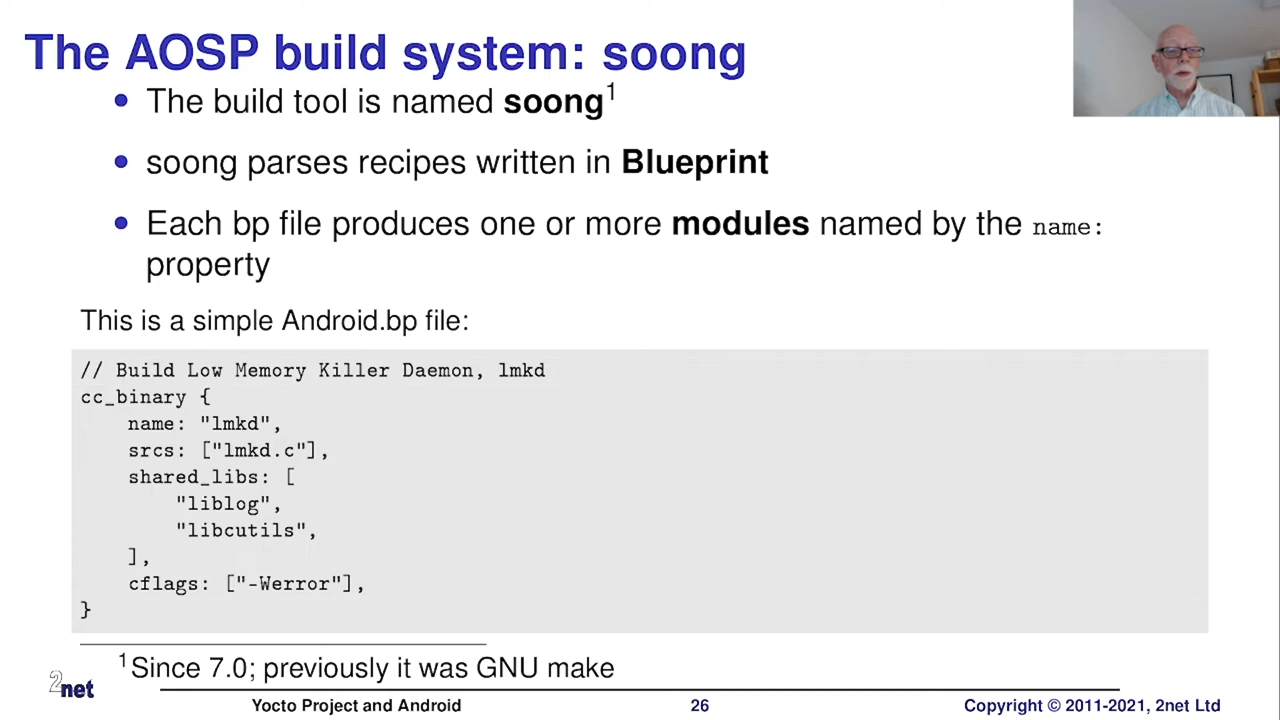 The AOSP build system: soong
• The build tool is named soong1
• soong parses recipes written in Blueprint
• Each bp file produces one or more modules named by the name:
property
This is a simple Android.bp file:
// Build Low Memory Killer Daemon, lmkd
cc_binary {
    name: "lmkd",
    srcs: ["lmkd.c"],
    shared_libs: [
        "liblog",
        "libcutils",
    ],
    cflags: ["-Werror"],
}
1Since 7.0; previously it was GNU make
2net
Yocto Project and Android 26 Copyright © 2011-2021, 2net Ltd